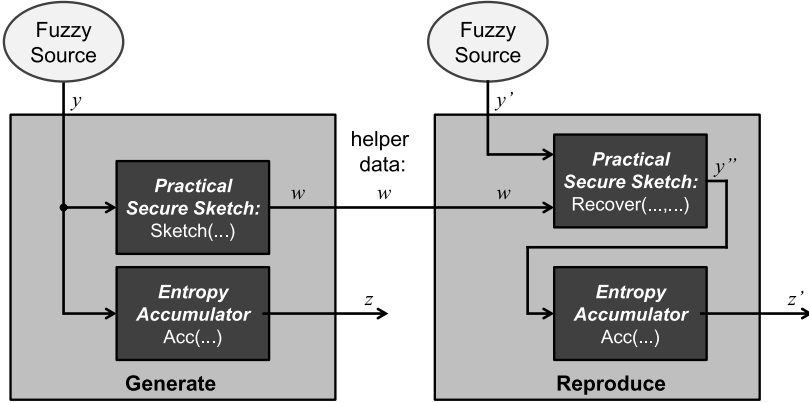 Fuzzy
Source
y
Practical
Secure Sketch:
Sketch(...)
w
Entropy
Accumulator
Acc(...)
z
Generate
helper
data:
w
Fuzzy
Source
y’
w
Practical
Secure Sketch:
Recover(...,...)
y’’
Entropy
Accumulator
Acc(...)
z’
Reproduce